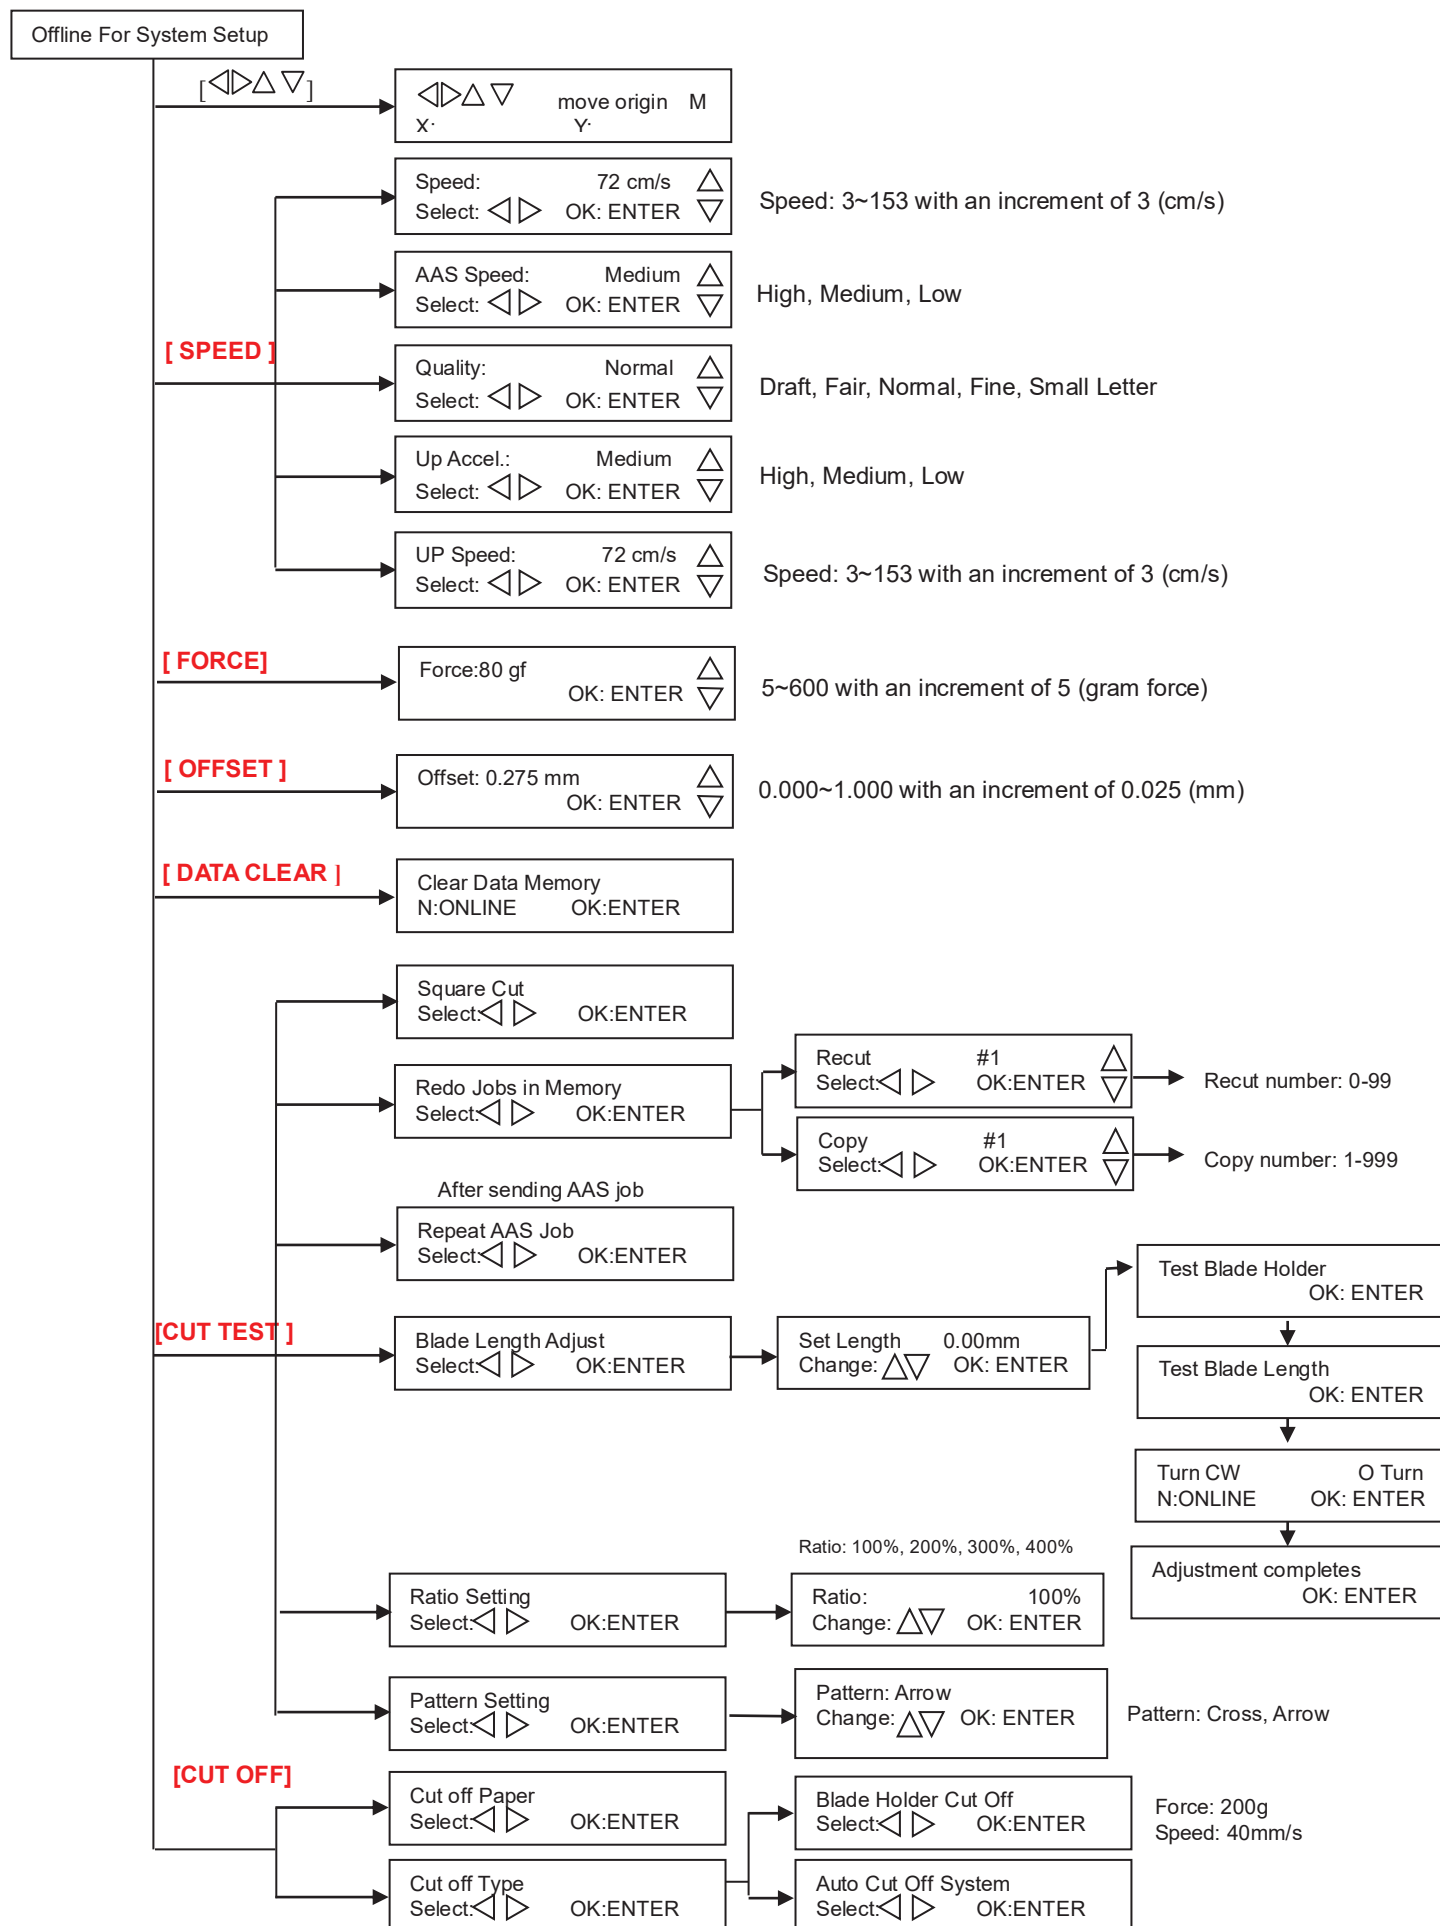 Offline For System Setup
[◁▷△ ▽]
◁▷△ ▽ move origin M
X: Y:
Speed: 72 cm/s △
Select: ◁ ▷ OK: ENTER ▽
Speed: 3~153 with an increment of 3 (cm/s)
AAS Speed: Medium △
Select: ◁ ▷ OK: ENTER ▽
High, Medium, Low
[ SPEED ]
Quality: Normal △
Select: ◁ ▷ OK: ENTER ▽
Draft, Fair, Normal, Fine, Small Letter
Up Accel.: Medium △
Select: ◁ ▷ OK: ENTER ▽
High, Medium, Low
UP Speed: 72 cm/s △
Select: ◁ ▷ OK: ENTER ▽
Speed: 3~153 with an increment of 3 (cm/s)
[ FORCE]
Force:80 gf △
OK: ENTER ▽
5~600 with an increment of 5 (gram force)
[ OFFSET ]
Offset: 0.275 mm △
OK: ENTER ▽
0.000~1.000 with an increment of 0.025 (mm)
[ DATA CLEAR ]
Clear Data Memory
N:ONLINE OK:ENTER
Square Cut
Select:◁ ▷ OK:ENTER
Redo Jobs in Memory
Select:◁ ▷ OK:ENTER
Recut #1 △
Select:◁ ▷ OK:ENTER ▽
Recut number: 0-99
Copy #1 △
Select:◁ ▷ OK:ENTER ▽
Copy number: 1-999
After sending AAS job
Repeat AAS Job
Select:◁ ▷ OK:ENTER
[CUT TEST ]
Blade Length Adjust
Select:◁ ▷ OK:ENTER
Set Length 0.00mm
Change: △▽ OK: ENTER
Test Blade Holder
OK: ENTER
Test Blade Length
OK: ENTER
Turn CW O Turn
N:ONLINE OK: ENTER
Adjustment completes
OK: ENTER
Ratio: 100%, 200%, 300%, 400%
Ratio Setting
Select:◁ ▷ OK:ENTER
Ratio: 100%
Change: △▽ OK: ENTER
Pattern Setting
Select:◁ ▷ OK:ENTER
Pattern: Arrow
Change: △▽ OK: ENTER
Pattern: Cross, Arrow
[CUT OFF]
Cut off Paper
Select:◁ ▷ OK:ENTER
Blade Holder Cut Off
Select:◁ ▷ OK:ENTER
Force: 200g
Speed: 40mm/s
Cut off Type
Select:◁ ▷ OK:ENTER
Auto Cut Off System
Select:◁ ▷ OK:ENTER